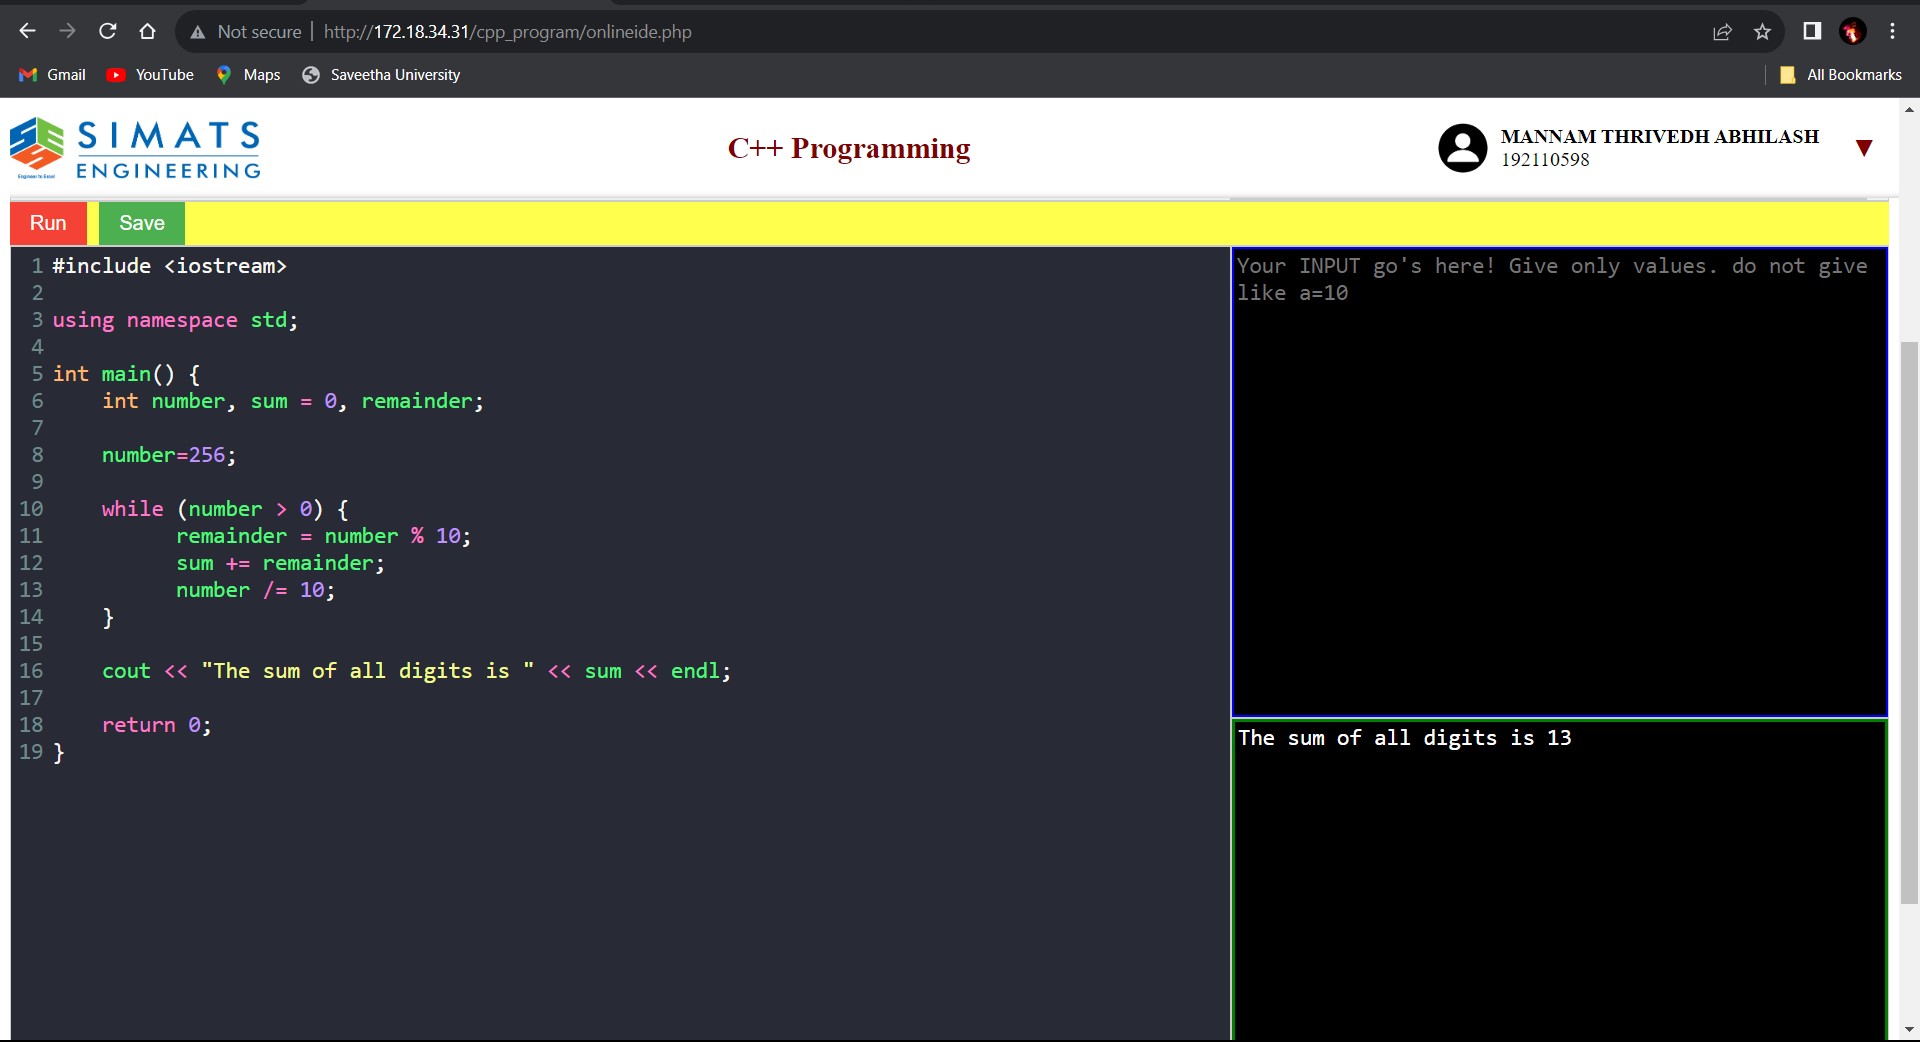 Not secure | http://172.18.34.31/cpp_program/onlineide.php
Gmail YouTube Maps Saveetha University All Bookmarks
SIMATS
ENGINEERING
Engineer to Excel
C++ Programming
MANNAM THRIVEDH ABHILASH
192110598
Run Save
1 #include <iostream>
2
3 using namespace std;
4
5 int main() {
6     int number, sum = 0, remainder;
7
8     number=256;
9
10     while (number > 0) {
11           remainder = number % 10;
12           sum += remainder;
13           number /= 10;
14     }
15
16     cout << "The sum of all digits is " << sum << endl;
17
18     return 0;
19 }
Your INPUT go's here! Give only values. do not give
like a=10
The sum of all digits is 13